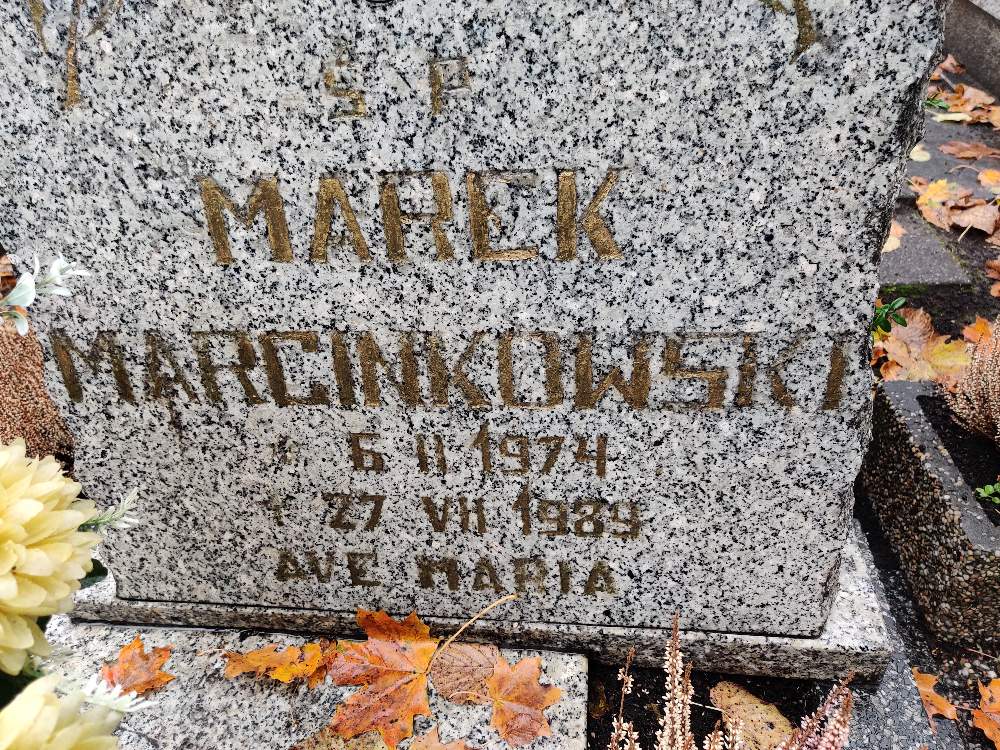 Ś P
MAREK
MARCINKOWSKI
* 6 II 1974
† 27 VII 1989
AVE MARIA